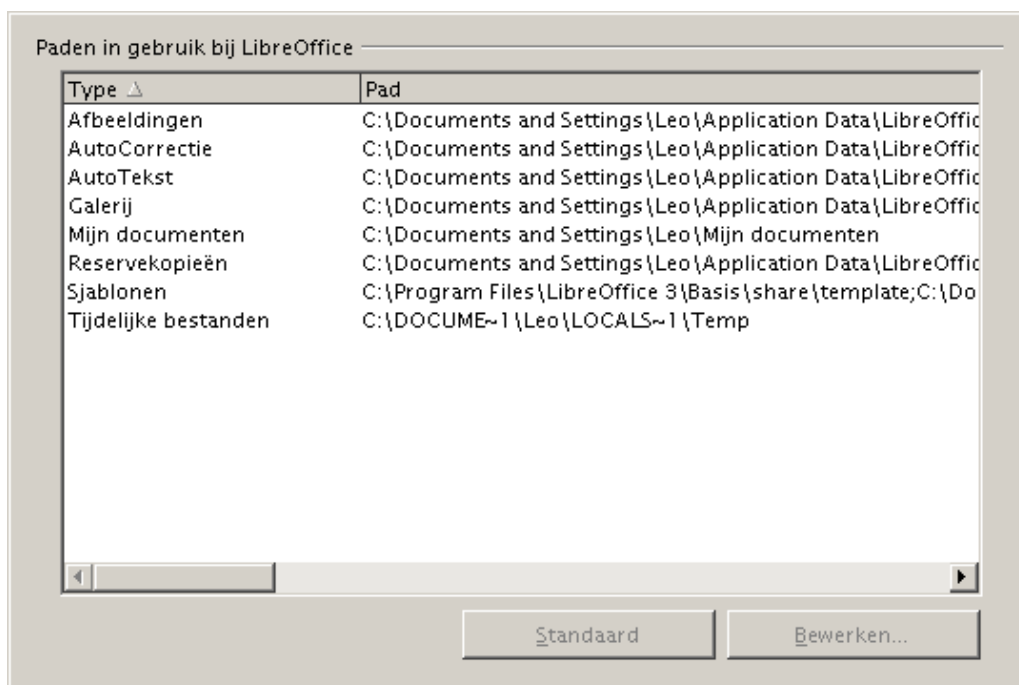 Paden in gebruik bij LibreOffice
Type Pad
Afbeeldingen C:\Documents and Settings\Leo\Application Data\LibreOffic
AutoCorrectie C:\Documents and Settings\Leo\Application Data\LibreOffic
AutoTekst C:\Documents and Settings\Leo\Application Data\LibreOffic
Galerij C:\Documents and Settings\Leo\Application Data\LibreOffic
Mijn documenten C:\Documents and Settings\Leo\Mijn documenten
Reservekopieën C:\Documents and Settings\Leo\Application Data\LibreOffic
Sjablonen C:\Program Files\LibreOffice 3\Basis\share\template;C:\Do
Tijdelijke bestanden C:\DOCUME~1\Leo\LOCALS~1\Temp
Standaard Bewerken...